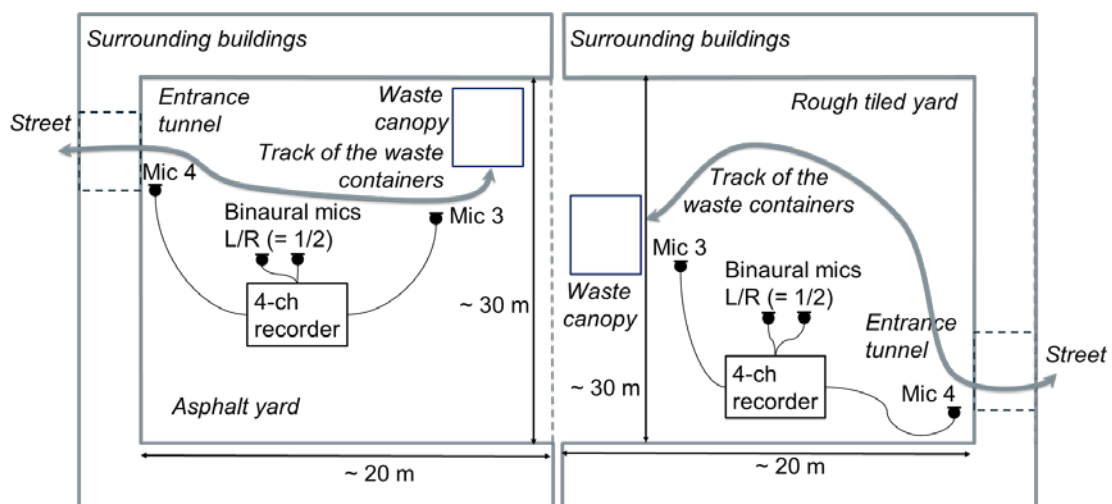 Surrounding buildings
Entrance
tunnel
Waste
canopy
Street
Track of the waste
containers
Mic 4
Mic 3
Binaural mics
L/R (= 1/2)
4-ch
recorder
~ 30 m
Asphalt yard
~ 20 m
Surrounding buildings
Rough tiled yard
Track of the
waste containers
Mic 3
Binaural mics
L/R (= 1/2)
Waste
canopy
Entrance
tunnel
Street
4-ch
recorder
~ 30 m
Mic 4
~ 20 m